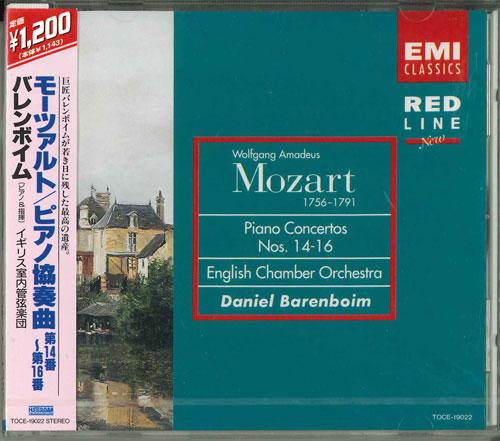 定価
¥1,200
(本体¥1,143)
モーツァルト/ピアノ協奏曲
第14番
~第16番
バレンボイム
(ピアノ&指揮)
イギリス室内管弦楽団
巨匠バレンボイムが若き日に残した最高の遺産。
TOCE-19022 STEREO
EMI
CLASSICS
RED
LINE
New
Wolfgang Amadeus
Mozart
1756–1791
Piano Concertos
Nos. 14-16
English Chamber Orchestra
Daniel Barenboim
TOCE-19022